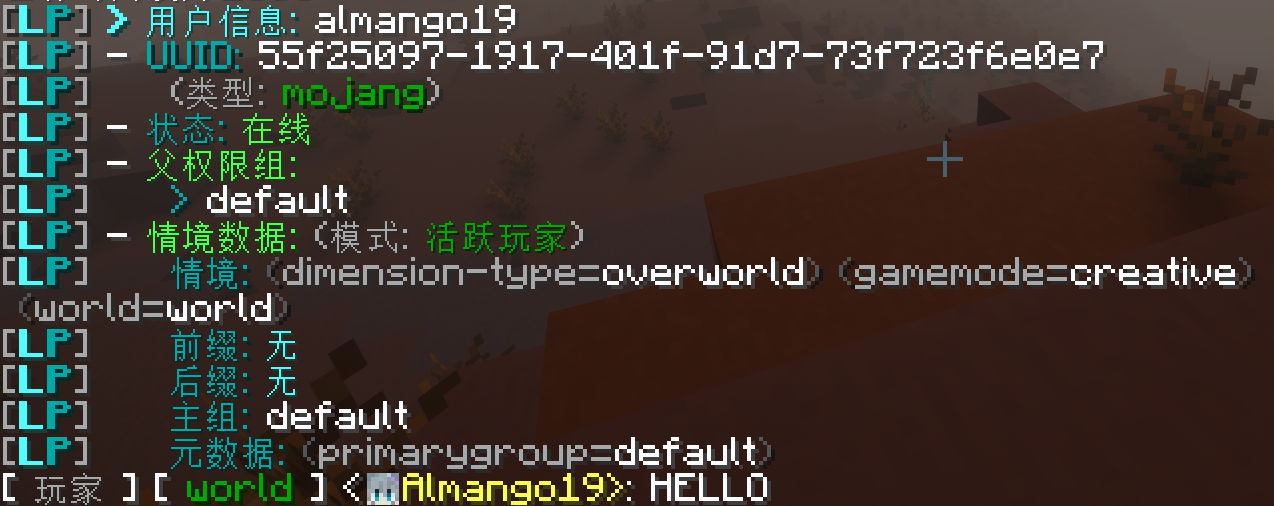 [LP] > 用户信息: almango19
[LP] - UUID: 55f25097-1917-401f-91d7-73f723f6e0e7
[LP] (类型: mojang)
[LP] - 状态: 在线
[LP] - 父权限组:
[LP] > default
[LP] - 情境数据: (模式: 活跃玩家)
[LP] 情境: (dimension-type=overworld) (gamemode=creative)
(world=world)
[LP] 前缀: 无
[LP] 后缀: 无
[LP] 主组: default
[LP] 元数据: (primarygroup=default)
[ 玩家 ] [ world ] <Almango19>: HELLO